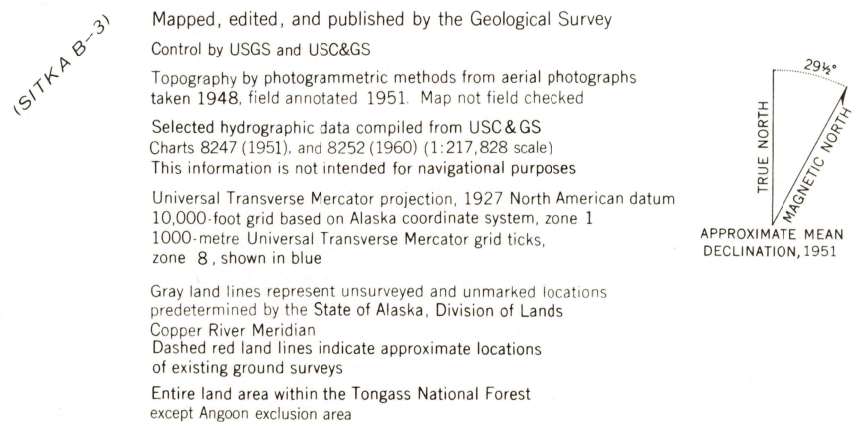 (SITKA B-3)
Mapped, edited, and published by the Geological Survey
Control by USGS and USC&GS
Topography by photogrammetric methods from aerial photographs
taken 1948, field annotated 1951. Map not field checked
Selected hydrographic data compiled from USC&GS
Charts 8247 (1951), and 8252 (1960) (1:217,828 scale)
This information is not intended for navigational purposes
Universal Transverse Mercator projection, 1927 North American datum
10,000-foot grid based on Alaska coordinate system, zone 1
1000-metre Universal Transverse Mercator grid ticks,
zone 8, shown in blue
Gray land lines represent unsurveyed and unmarked locations
predetermined by the State of Alaska, Division of Lands
Copper River Meridian
Dashed red land lines indicate approximate locations
of existing ground surveys
Entire land area within the Tongass National Forest
except Angoon exclusion area
29½°
TRUE NORTH
MAGNETIC NORTH
APPROXIMATE MEAN
DECLINATION, 1951